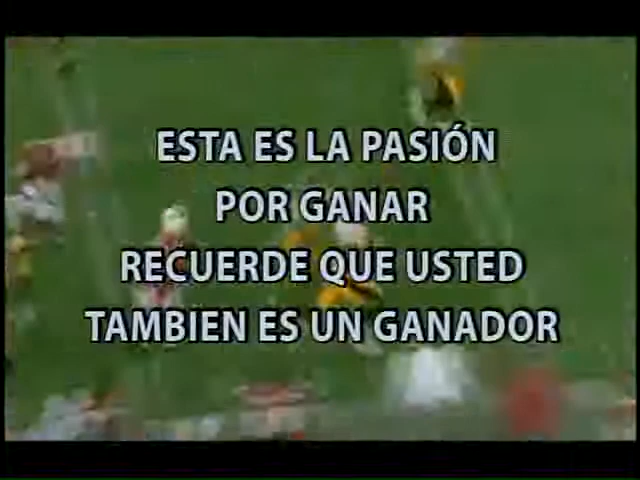 ESTA ES LA PASIÓN
POR GANAR
RECUERDE QUE USTED
TAMBIEN ES UN GANADOR